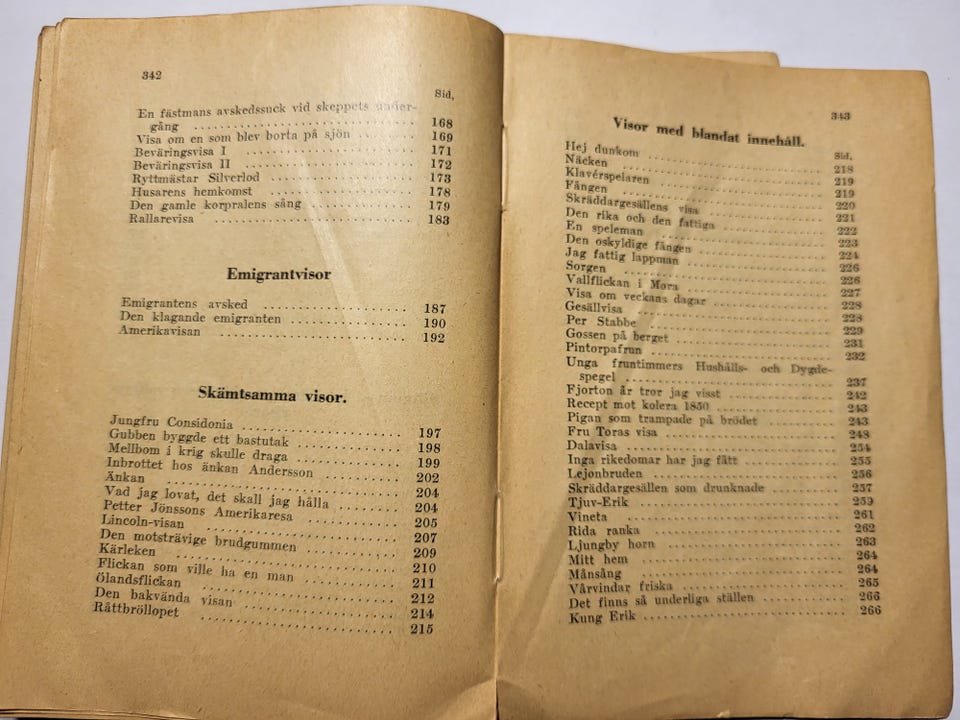 342
Sid,
En fästmans avskedssuck vid skeppets under-
gång .................... 168
Visa om en som blev borta på sjön ........ 169
Beväringsvisa I .................... 171
Beväringsvisa II .................... 172
Ryttmästar Silverlod .................... 173
Husarens hemkomst .................... 178
Den gamle korpralens sång .................... 179
Rallarevisa .................... 183
Emigrantvisor
Emigrantens avsked .................... 187
Den klagande emigranten .................... 190
Amerikavisan .................... 192
Skämtsamma visor.
Jungfru Considonia .................... 197
Gubben byggde ett bastutak .................... 198
Mellbom i krig skulle draga .................... 199
Inbrottet hos änkan Andersson .................... 202
Änkan .................... 204
Vad jag lovat, det skall jag hålla .................... 204
Petter Jönssons Amerikaresa .................... 205
Lincoln-visan .................... 207
Den motsträvige brudgummen .................... 209
Kärleken .................... 210
Flickan som ville ha en man .................... 211
ölandsflickan .................... 212
Den bakvända visan .................... 214
Råttbröllopet .................... 215
343
Visor med blandat innehåll.
Sid,
Hej dunkom .................... 218
Näcken .................... 219
Klavérspelaren .................... 219
Fången .................... 220
Skräddargesällens visa .................... 221
Den rika och den fattiga .................... 222
En speleman .................... 223
Den oskyldige fången .................... 224
Jag fattig lappman .................... 226
Sorgen .................... 226
Vallflickan i Mora .................... 227
Visa om veckans dagar .................... 228
Gesällvisa .................... 228
Per Stabbe .................... 229
Gossen på berget .................... 231
Pintorpafrun .................... 232
Unga fruntimmers Hushålls- och Dygde-
spegel .................... 237
Fjorton år tror jag visst .................... 242
Recept mot kolera 1850 .................... 243
Pigan som trampade på brödet .................... 243
Fru Toras visa .................... 248
Dalavisa .................... 254
Inga rikedomar har jag fått .................... 255
Lejonbruden .................... 256
Skräddargesällen som drunknade .................... 257
Tjuv-Erik .................... 259
Vineta .................... 261
Rida ranka .................... 262
Ljungby horn .................... 263
Mitt hem .................... 264
Månsång .................... 264
Vårvindar friska .................... 265
Det finns så underliga ställen .................... 266
Kung Erik .................... 266